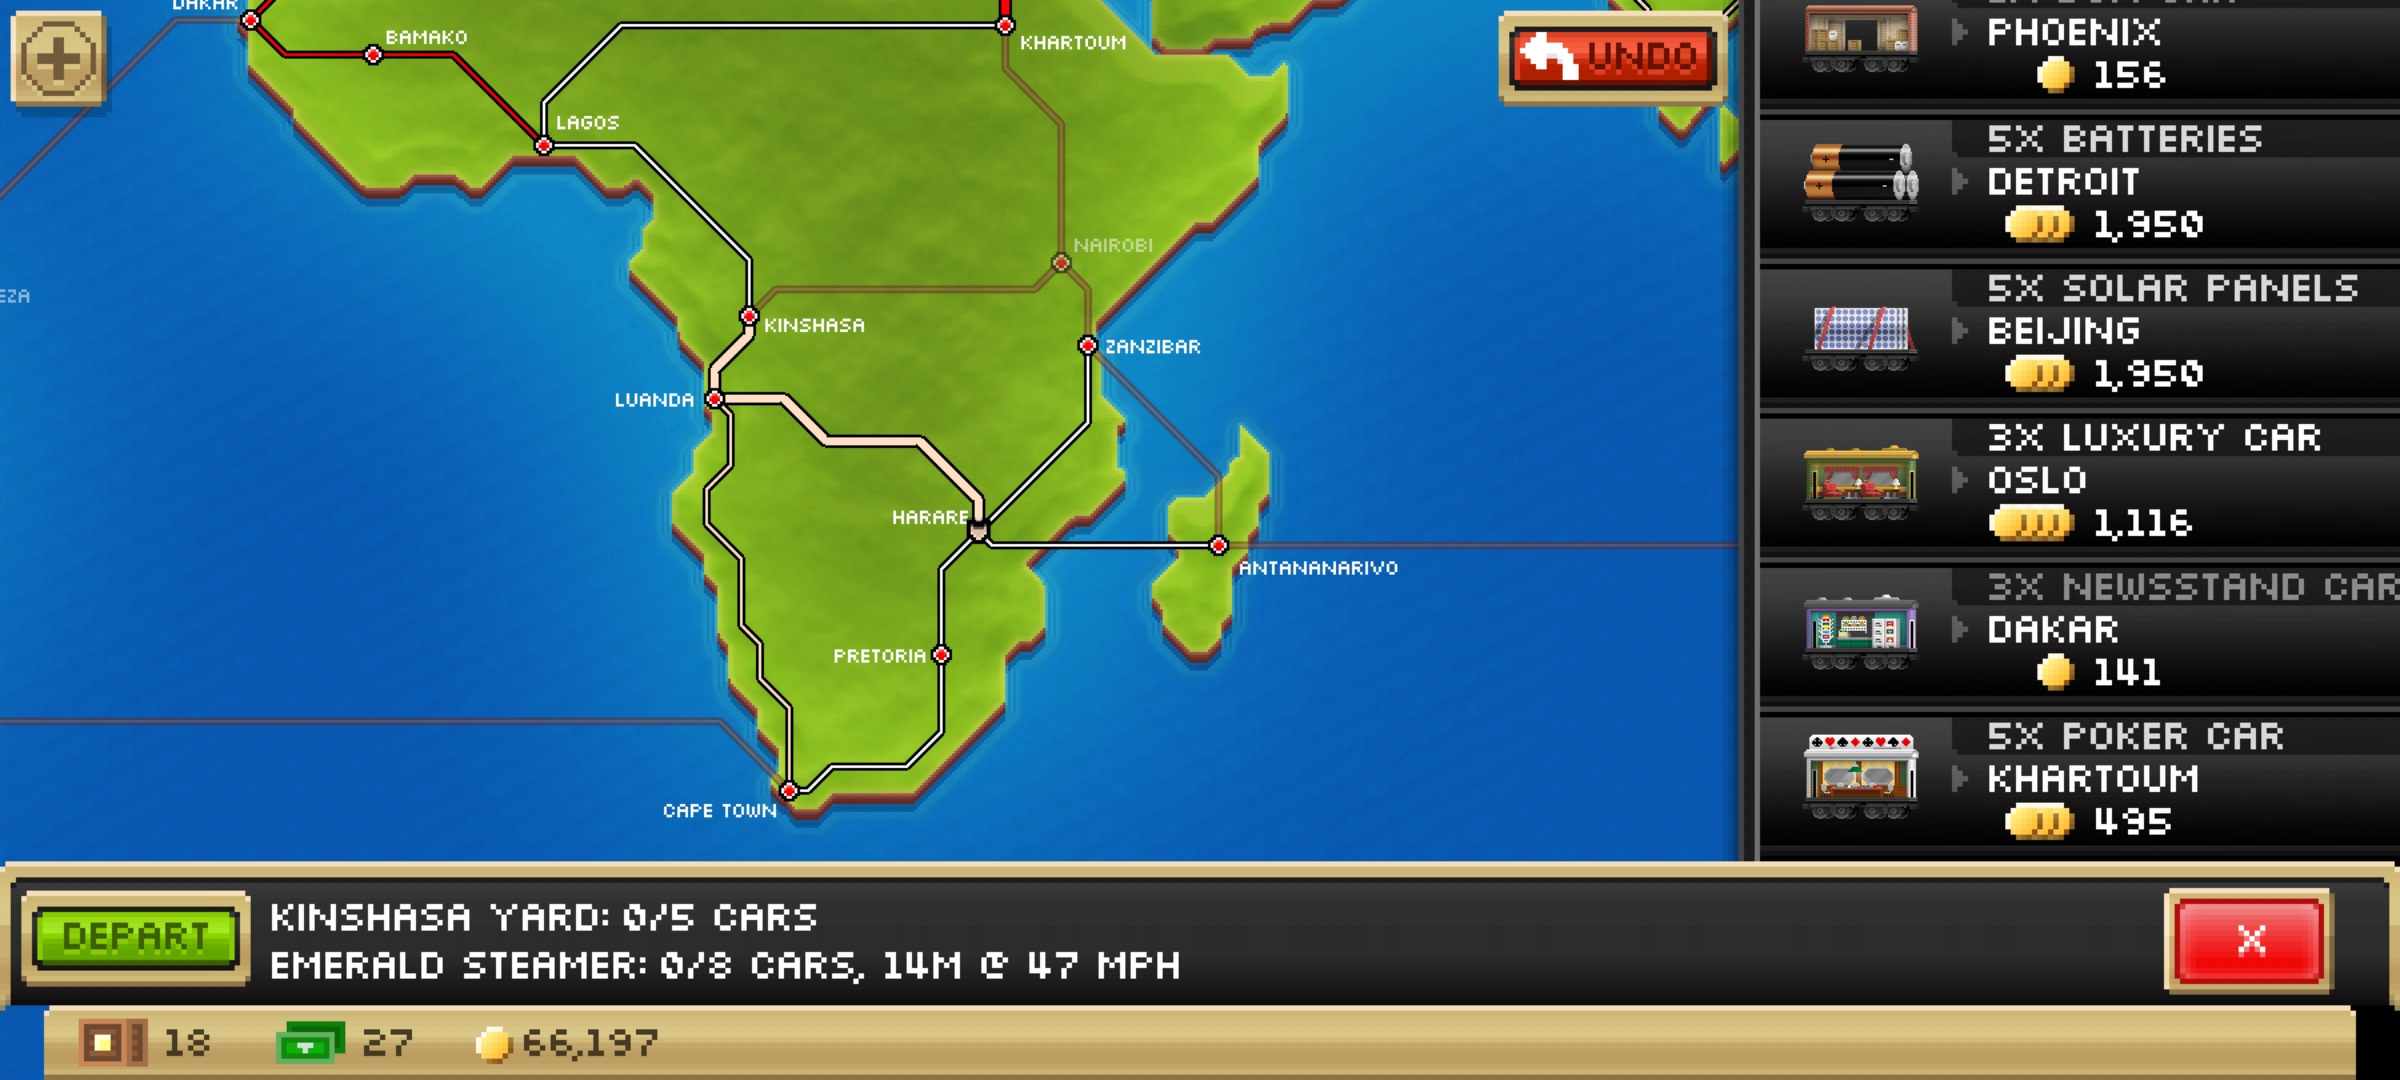 DAKAR
BAMAKO
KHARTOUM
LAGOS
NAIROBI
EZA
KINSHASA
ZANZIBAR
LUANDA
HARARE
ANTANANARIVO
PRETORIA
CAPE TOWN
UNDO
PHOENIX
156
5X BATTERIES
DETROIT
1,950
5X SOLAR PANELS
BEIJING
1,950
3X LUXURY CAR
OSLO
1,116
3X NEWSSTAND CAR
DAKAR
141
5X POKER CAR
KHARTOUM
495
DEPART
KINSHASA YARD: 0/5 CARS
EMERALD STEAMER: 0/8 CARS, 14M @ 47 MPH
X
18
27
66,197